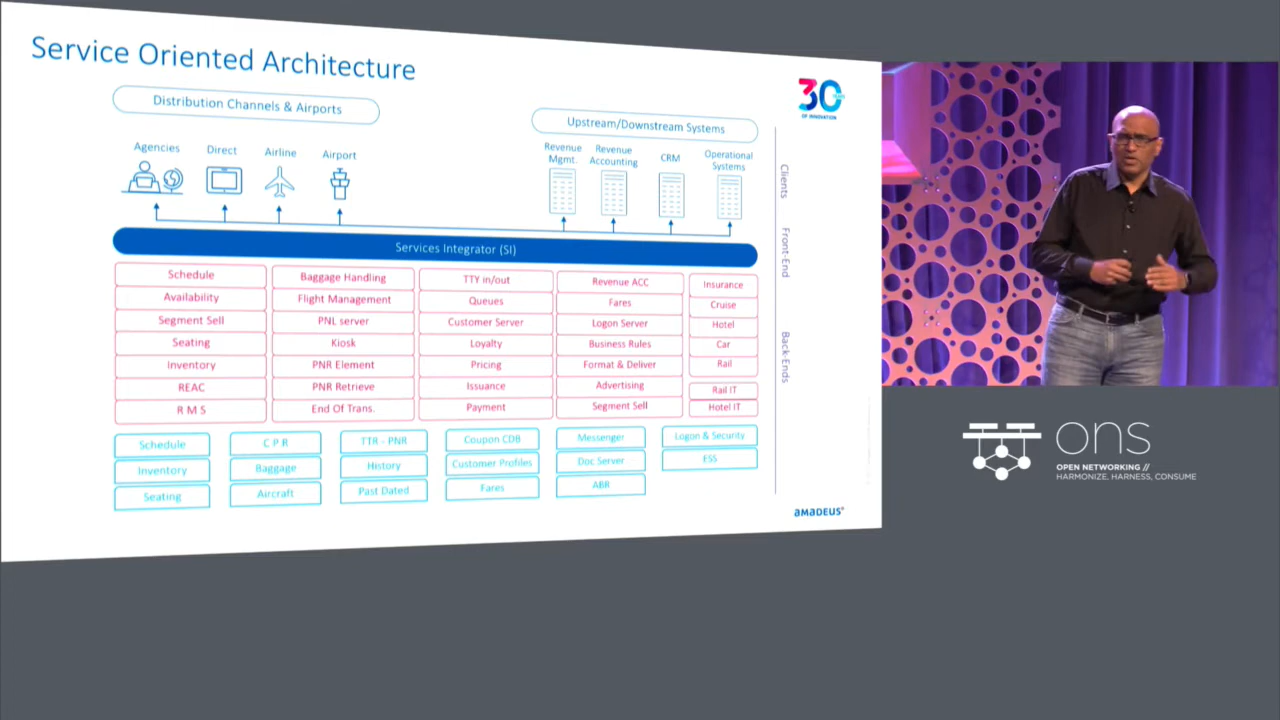 Service Oriented Architecture
30
YEARS
OF INNOVATION
Distribution Channels & Airports
Upstream/Downstream Systems
Agencies
Direct
Airline
Airport
Revenue
Mgmt.
Revenue
Accounting
CRM
Operational
Systems
Clients
Front-End
Back-Ends
Services Integrator (SI)
Schedule
Availability
Segment Sell
Seating
Inventory
REAC
R M S
Baggage Handling
Flight Management
PNL server
Kiosk
PNR Element
PNR Retrieve
End Of Trans.
TTY in/out
Queues
Customer Server
Loyalty
Pricing
Issuance
Payment
Revenue ACC
Fares
Logon Server
Business Rules
Format & Deliver
Advertising
Segment Sell
Insurance
Cruise
Hotel
Car
Rail
Rail IT
Hotel IT
Schedule
Inventory
Seating
C P R
Baggage
Aircraft
TTR - PNR
History
Past Dated
Coupon CDB
Customer Profiles
Fares
Messenger
Doc Server
ABR
Logon & Security
ESS
amadeus
ons
OPEN NETWORKING //
HARMONIZE, HARNESS, CONSUME